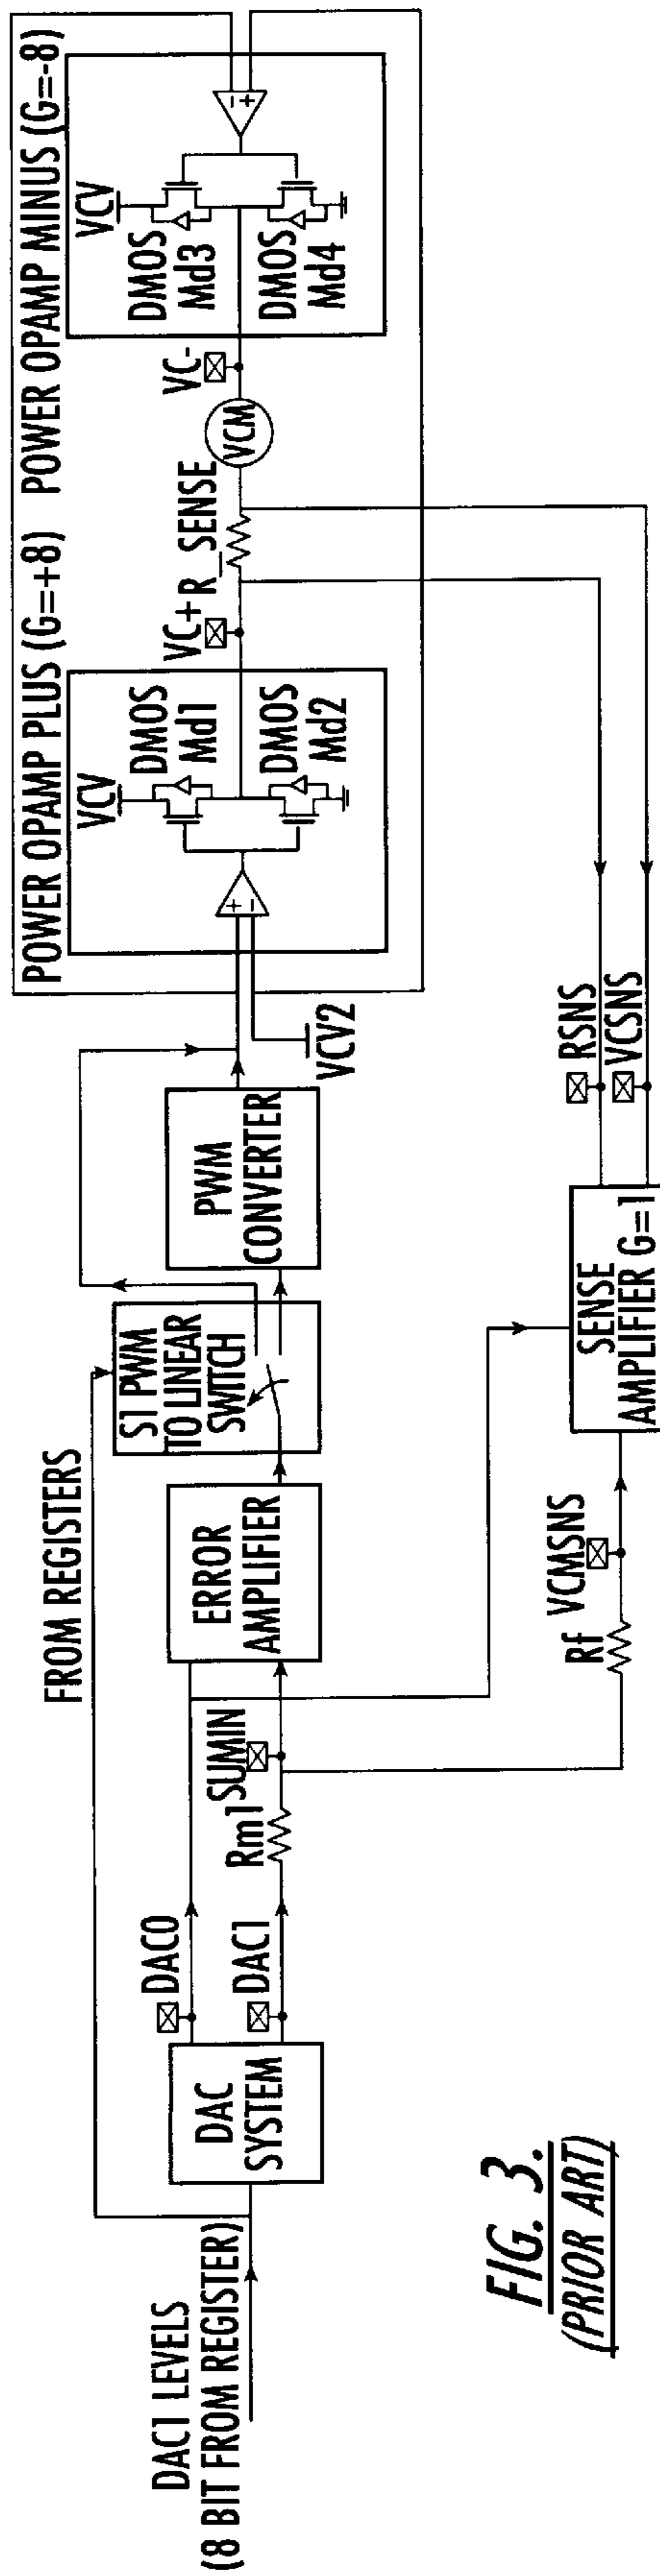 DAC1 LEVELS
(8 BIT FROM REGISTER)
FROM REGISTERS
DAC
SYSTEM
DAC0
DAC1
Rm1
SUMIN
ERROR
AMPLIFIER
S1 PWM
TO LINEAR
SWITCH
PWM
CONVERTER
VCV2
POWER OPAMP PLUS (G=+8)
+
−
VCV
DMOS
Md1
DMOS
Md2
VC+
R_SENSE
VCM
VC-
POWER OPAMP MINUS (G=-8)
VCV
DMOS
Md3
DMOS
Md4
−
+
Rf
VCMSNS
SENSE
AMPLIFIER G=1
RSNS
VCSNS
FIG. 3.
(PRIOR ART)